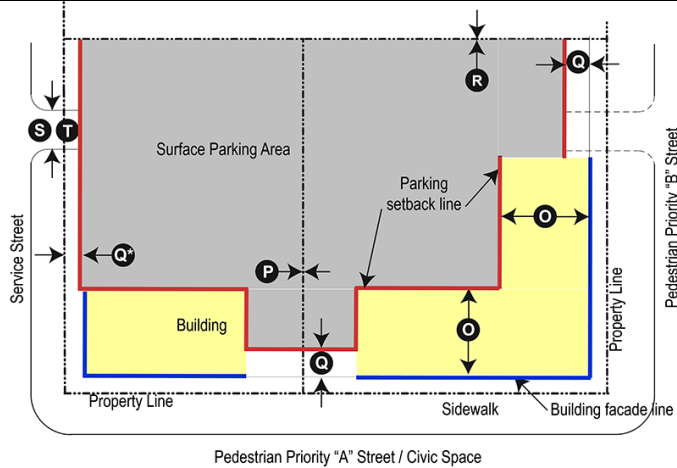 R
Q
S
T
Surface Parking Area
Parking
setback line
O
Pedestrian Priority "B" Street
Service Street
Q*
P
Property Line
Building
O
Q
Property Line
Sidewalk
Building facade line
Pedestrian Priority "A" Street / Civic Space